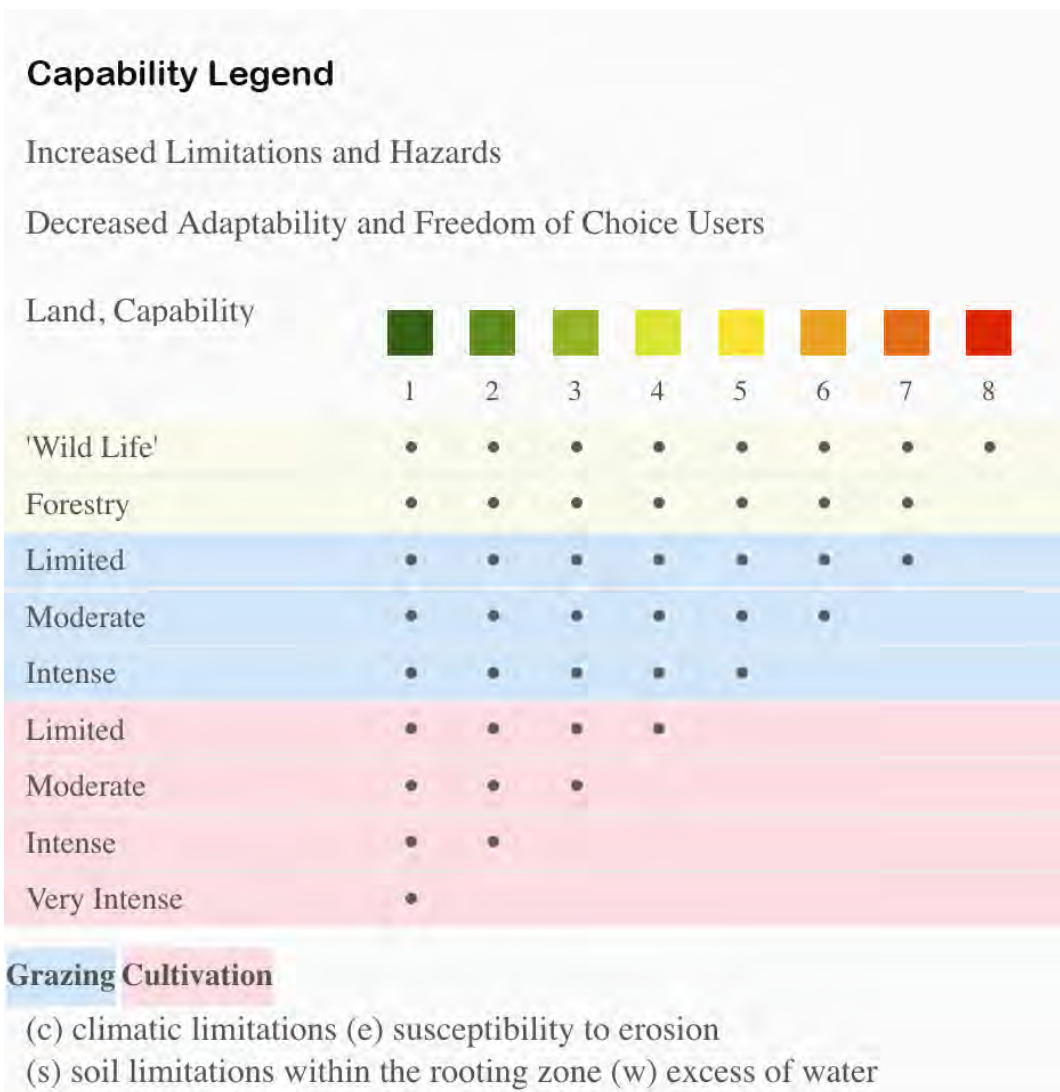 Capability Legend
Increased Limitations and Hazards
Decreased Adaptability and Freedom of Choice Users
Land, Capability
1 2 3 4 5 6 7 8
'Wild Life'
Forestry
Limited
Moderate
Intense
Limited
Moderate
Intense
Very Intense
Grazing Cultivation
(c) climatic limitations (e) susceptibility to erosion
(s) soil limitations within the rooting zone (w) excess of water